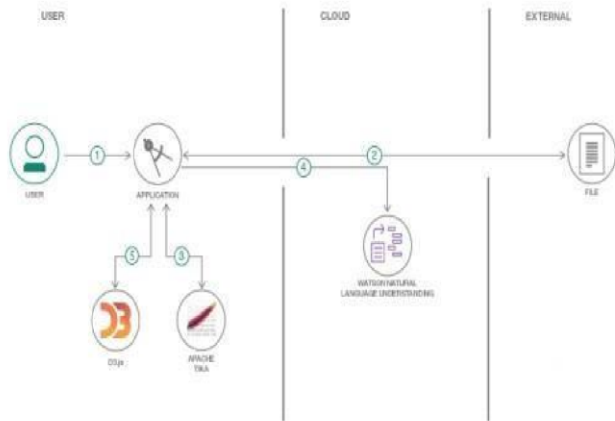 USER
CLOUD
EXTERNAL
1
2
4
USER
APPLICATION
FILE
5
3
WATSON NATURAL
LANGUAGE UNDERSTANDING
D3.js
APACHE
TIKA